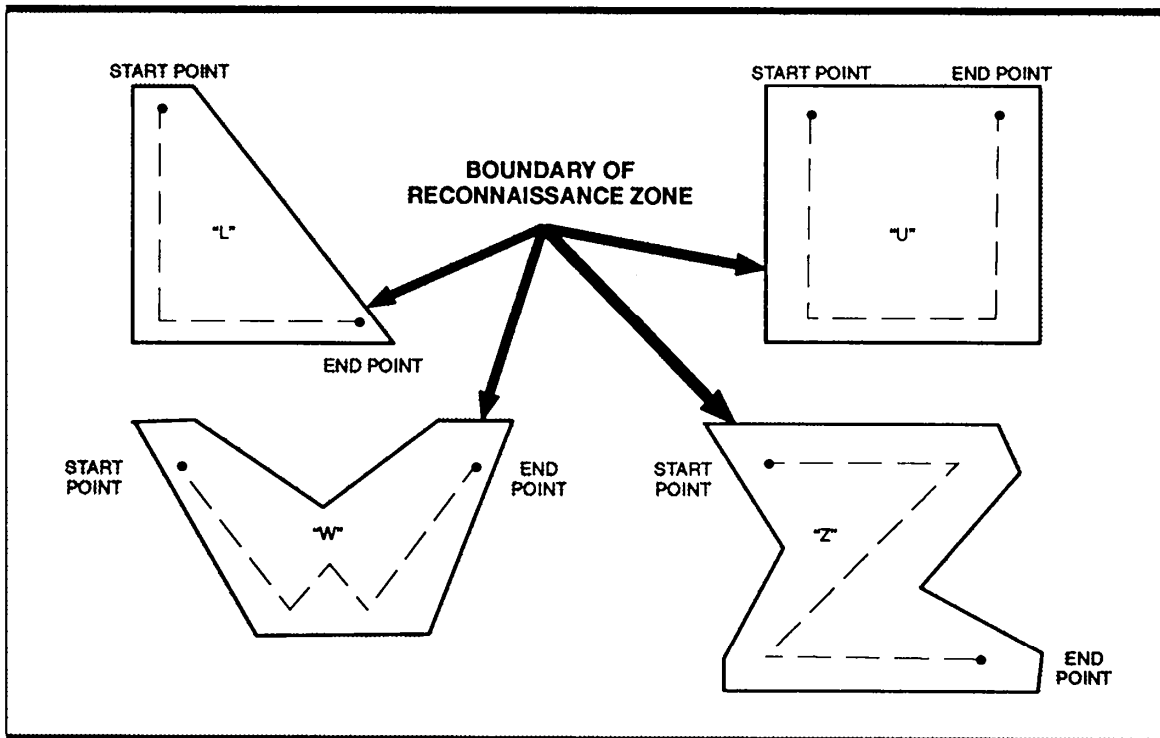 START POINT
START POINT
END POINT
BOUNDARY OF
RECONNAISSANCE ZONE
"L"
"U"
END POINT
START
POINT
END
POINT
"W"
START
POINT
"Z"
END
POINT